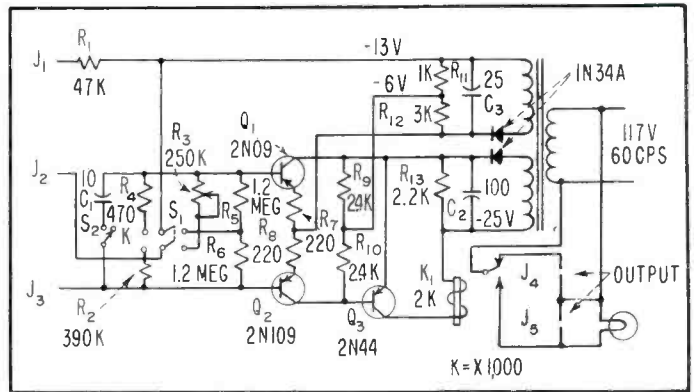 J1
R1
47K
-13V
-6V
1K
R11
25
C3
R12
3K
1N34A
117V
60CPS
Q1
2N09
R3
250K
J2
10
C1
R4
470
K
S2
S1
R5
1.2
MEG
R6
1.2 MEG
R7
220
R8
220
R9
24K
R10
24K
R13
2.2K
100
C2
-25V
K1
2K
J4
OUTPUT
J5
J3
R2
390K
Q2
2N109
Q3
2N44
K = X 1,000